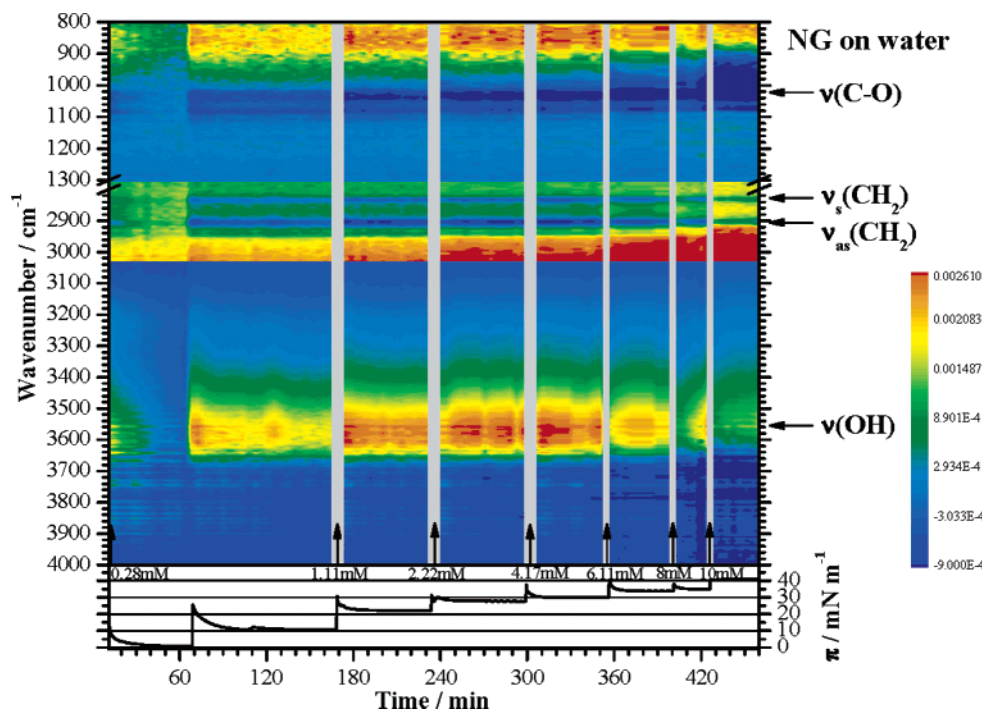 800
900
1000
1100
1200
1300
2900
3000
3100
3200
3300
3400
3500
3600
3700
3800
3900
4000
Wavenumber / cm⁻¹
NG on water
ν(C-O)
νs(CH2)
νas(CH2)
ν(OH)
0.002610
0.002083
0.001487
8.901E-4
2.934E-4
-3.033E-4
-9.000E-4
0.28mM 1.11mM 2.22mM 4.17mM 6.11mM 8mM 10mM
40
30
20
10
0
π / mN m⁻¹
60 120 180 240 300 360 420
Time / min